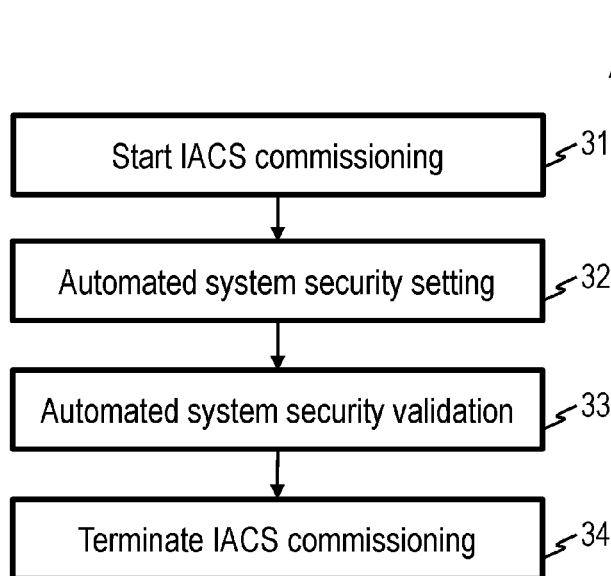 Start IACS commissioning
31
Automated system security setting
32
Automated system security validation
33
Terminate IACS commissioning
34